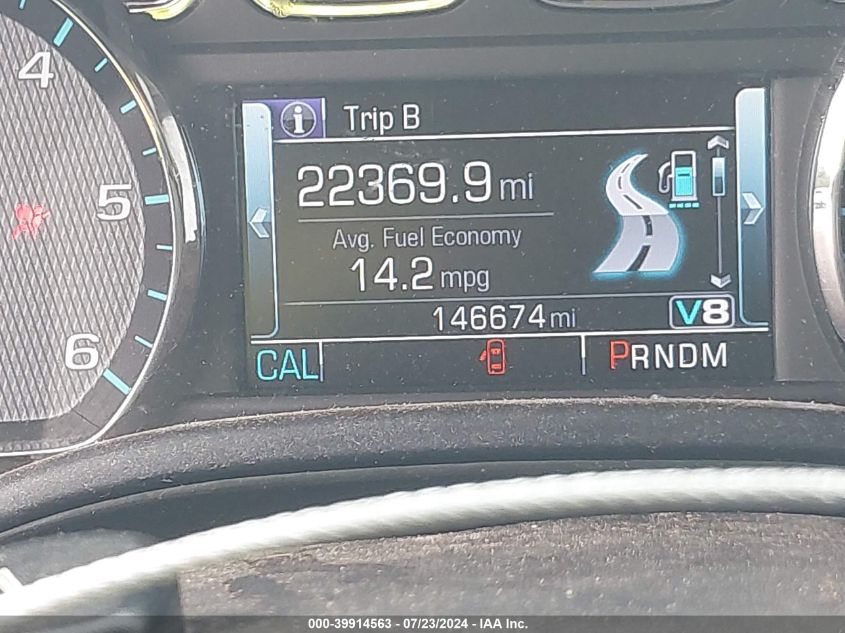 4
5
6
i Trip B
22369.9 mi
Avg. Fuel Economy
14.2 mpg
146674 mi V8
CAL PRNDM
000-39914563 - 07/23/2024 - IAA Inc.